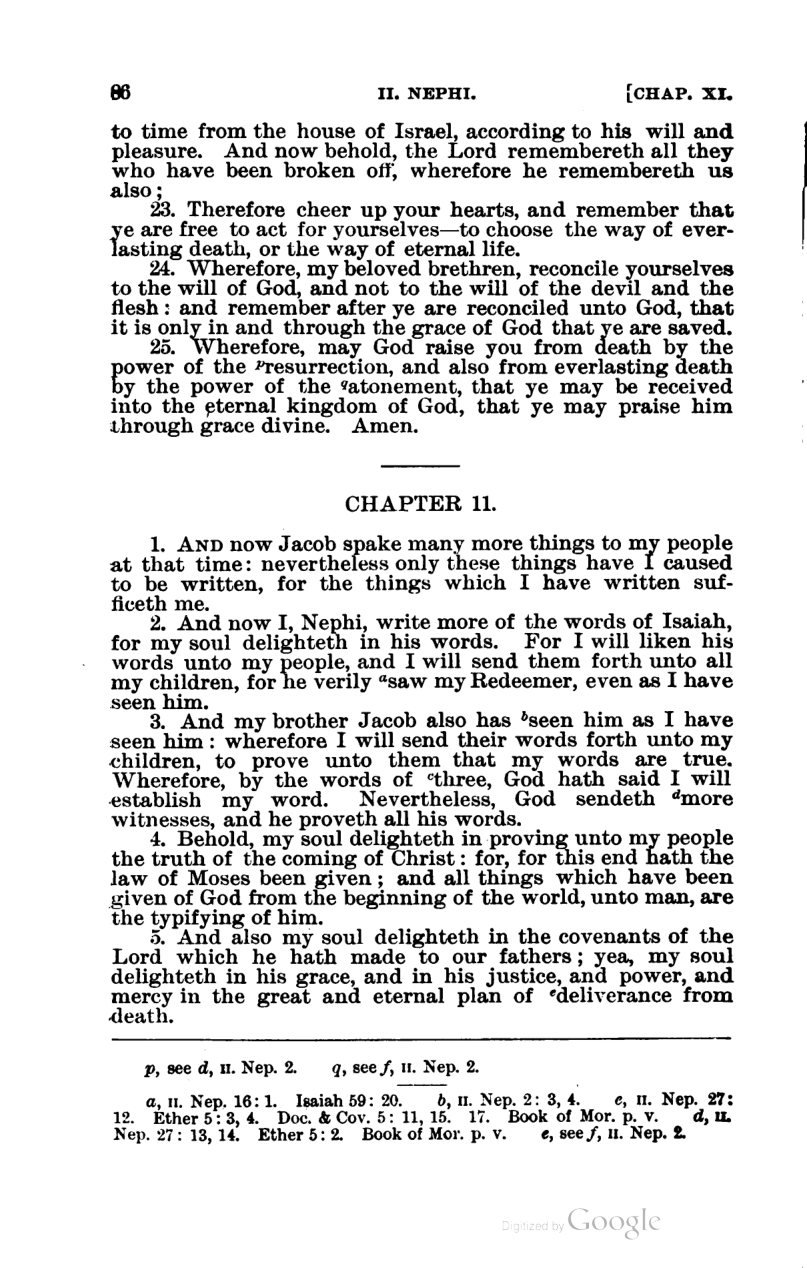 86 II. NEPHI. [CHAP. XI.
to time from the house of Israel, according to his will and
pleasure. And now behold, the Lord remembereth all they
who have been broken off, wherefore he remembereth us
also;
23. Therefore cheer up your hearts, and remember that
ye are free to act for yourselves—to choose the way of ever-
lasting death, or the way of eternal life.
24. Wherefore, my beloved brethren, reconcile yourselves
to the will of God, and not to the will of the devil and the
flesh: and remember after ye are reconciled unto God, that
it is only in and through the grace of God that ye are saved.
25. Wherefore, may God raise you from death by the
power of the ᵖresurrection, and also from everlasting death
by the power of the qatonement, that ye may be received
into the eternal kingdom of God, that ye may praise him
through grace divine. Amen.
CHAPTER 11.
1. AND now Jacob spake many more things to my people
at that time: nevertheless only these things have I caused
to be written, for the things which I have written suf-
ficeth me.
2. And now I, Nephi, write more of the words of Isaiah,
for my soul delighteth in his words. For I will liken his
words unto my people, and I will send them forth unto all
my children, for he verily ᵃsaw my Redeemer, even as I have
seen him.
3. And my brother Jacob also has ᵇseen him as I have
seen him: wherefore I will send their words forth unto my
children, to prove unto them that my words are true.
Wherefore, by the words of ᶜthree, God hath said I will
establish my word. Nevertheless, God sendeth ᵈmore
witnesses, and he proveth all his words.
4. Behold, my soul delighteth in proving unto my people
the truth of the coming of Christ: for, for this end hath the
law of Moses been given; and all things which have been
given of God from the beginning of the world, unto man, are
the typifying of him.
5. And also my soul delighteth in the covenants of the
Lord which he hath made to our fathers; yea, my soul
delighteth in his grace, and in his justice, and power, and
mercy in the great and eternal plan of ᵉdeliverance from
death.
p, see d, II. Nep. 2. q, see f, II. Nep. 2.
a, II. Nep. 16: 1. Isaiah 59: 20. b, II. Nep. 2: 3, 4. c, II. Nep. 27:
12. Ether 5: 3, 4. Doc. & Cov. 5: 11, 15. 17. Book of Mor. p. v. d, II.
Nep. 27: 13, 14. Ether 5: 2. Book of Mor. p. v. e, see f, II. Nep. 2.
Digitized by Google